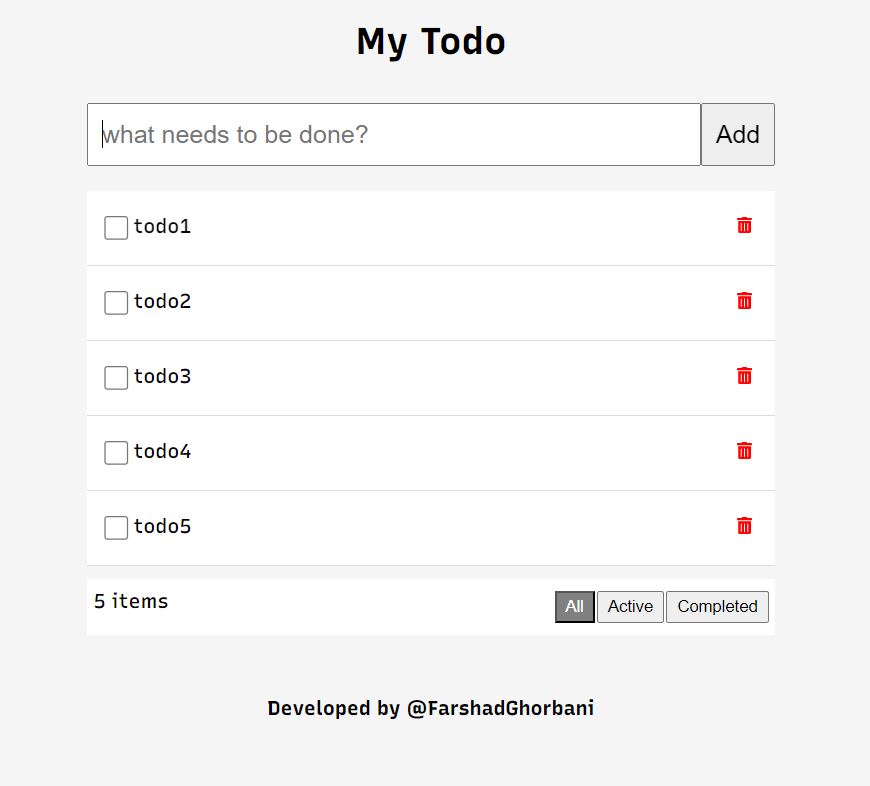 My Todo
what needs to be done? Add
todo1
todo2
todo3
todo4
todo5
5 items All Active Completed
Developed by @FarshadGhorbani